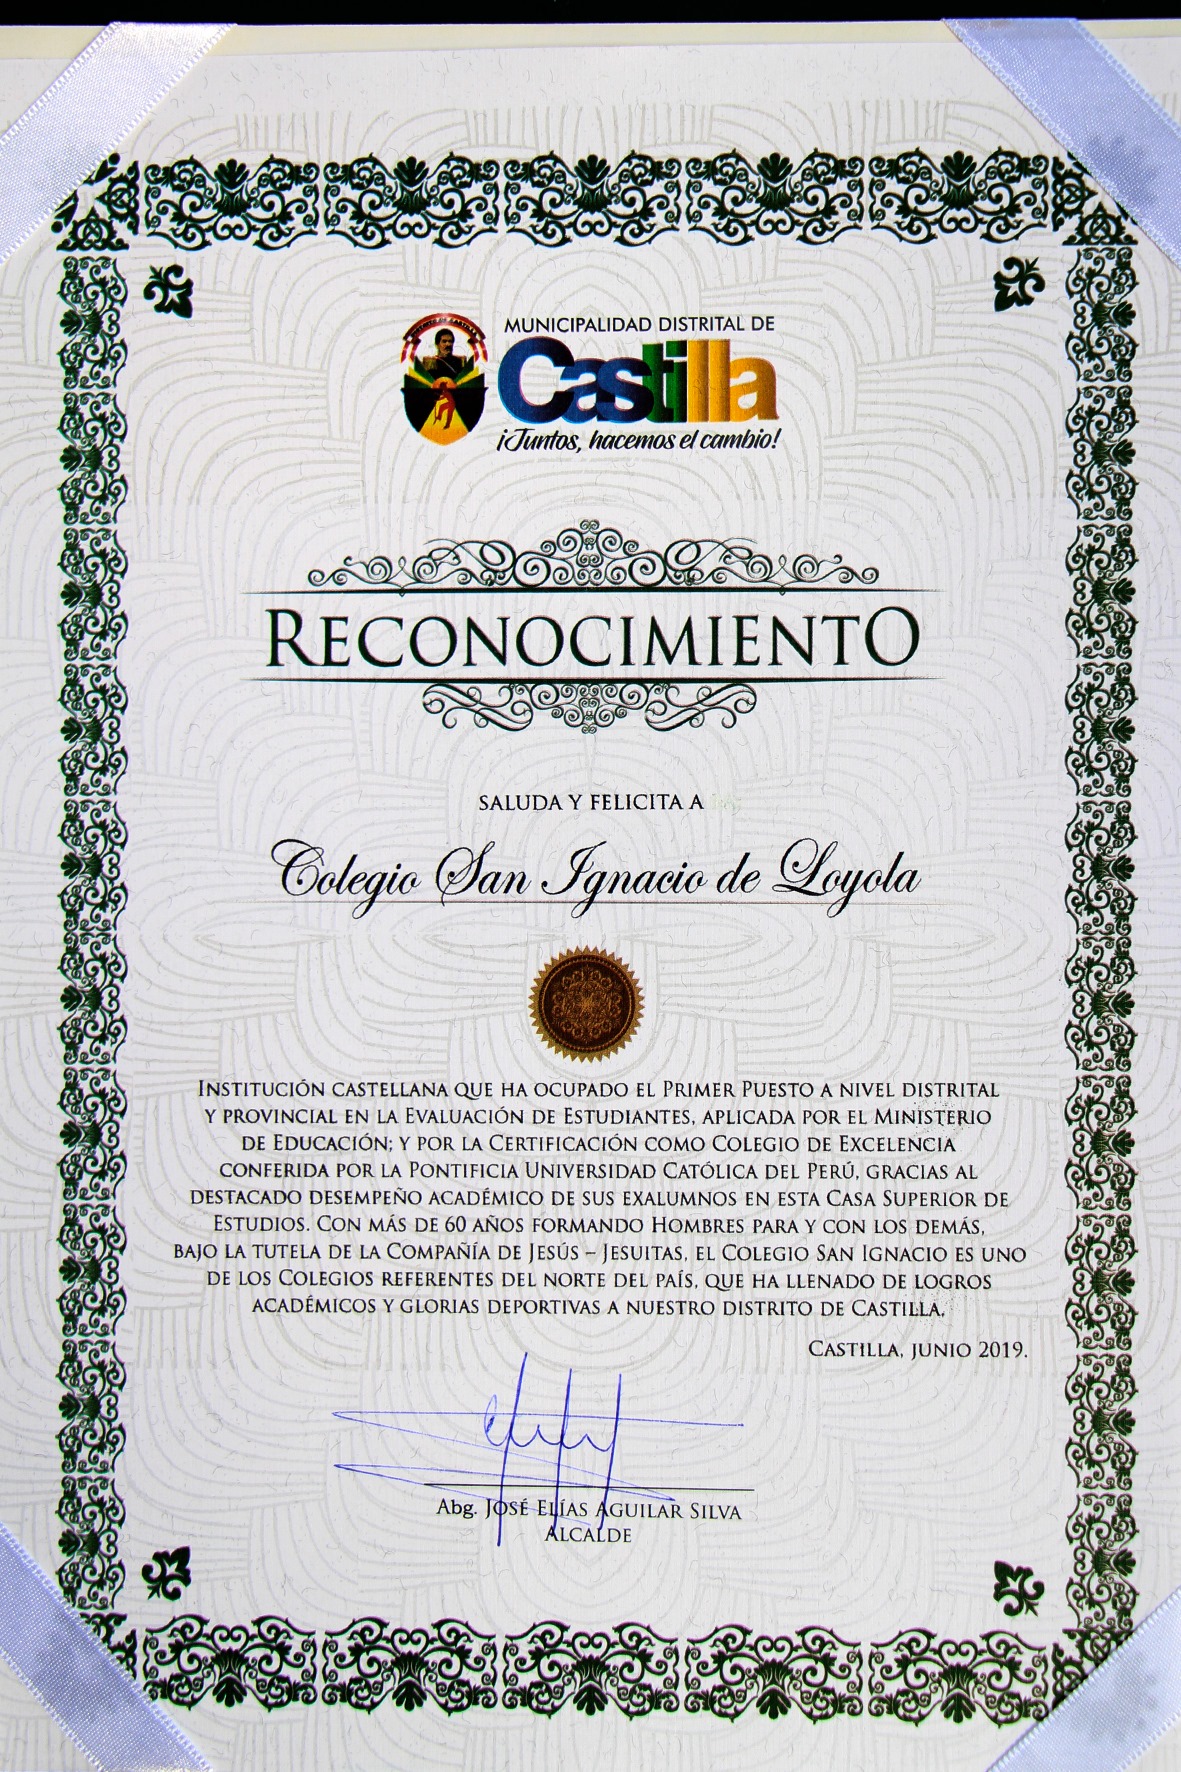 DISTRITO DE CASTILLA
MUNICIPALIDAD DISTRITAL DE
Castilla
¡Juntos, hacemos el cambio!
RECONOCIMIENTO
SALUDA Y FELICITA A
Colegio San Ignacio de Loyola
INSTITUCIÓN CASTELLANA QUE HA OCUPADO EL PRIMER PUESTO A NIVEL DISTRITAL
Y PROVINCIAL EN LA EVALUACIÓN DE ESTUDIANTES, APLICADA POR EL MINISTERIO
DE EDUCACIÓN; Y POR LA CERTIFICACIÓN COMO COLEGIO DE EXCELENCIA
CONFERIDA POR LA PONTIFICIA UNIVERSIDAD CATÓLICA DEL PERÚ, GRACIAS AL
DESTACADO DESEMPEÑO ACADÉMICO DE SUS EXALUMNOS EN ESTA CASA SUPERIOR DE
ESTUDIOS. CON MÁS DE 60 AÑOS FORMANDO HOMBRES PARA Y CON LOS DEMÁS,
BAJO LA TUTELA DE LA COMPAÑÍA DE JESÚS – JESUITAS, EL COLEGIO SAN IGNACIO ES UNO
DE LOS COLEGIOS REFERENTES DEL NORTE DEL PAÍS, QUE HA LLENADO DE LOGROS
ACADÉMICOS Y GLORIAS DEPORTIVAS A NUESTRO DISTRITO DE CASTILLA.
CASTILLA, JUNIO 2019.
Abg. JOSÉ ELÍAS AGUILAR SILVA
ALCALDE